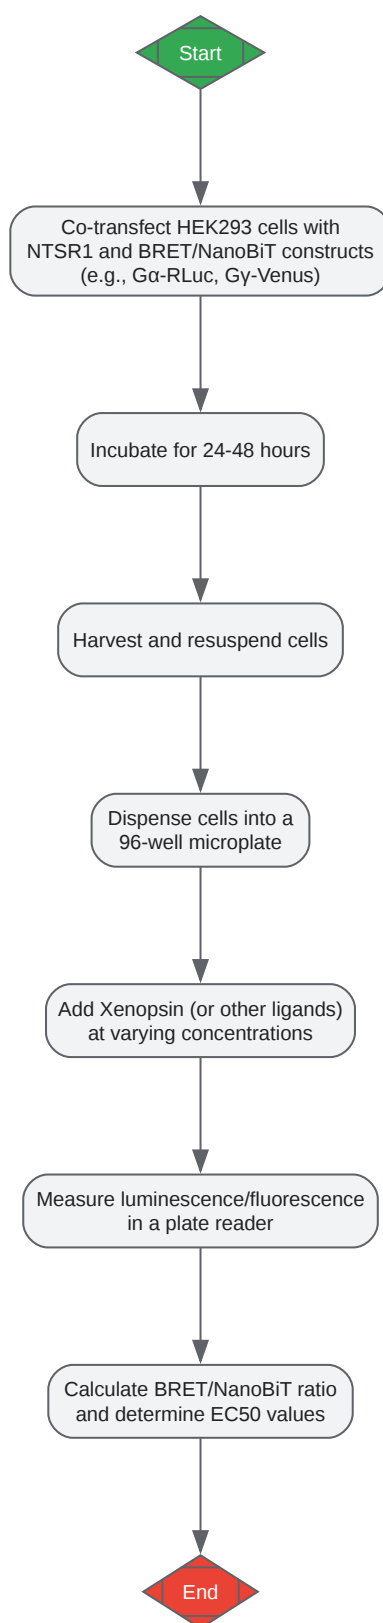 Start
Co-transfect HEK293 cells with
NTSR1 and BRET/NanoBiT constructs
(e.g., Gα-RLuc, Gγ-Venus)
Incubate for 24-48 hours
Harvest and resuspend cells
Dispense cells into a
96-well microplate
Add Xenopsin (or other ligands)
at varying concentrations
Measure luminescence/fluorescence
in a plate reader
Calculate BRET/NanoBiT ratio
and determine EC50 values
End